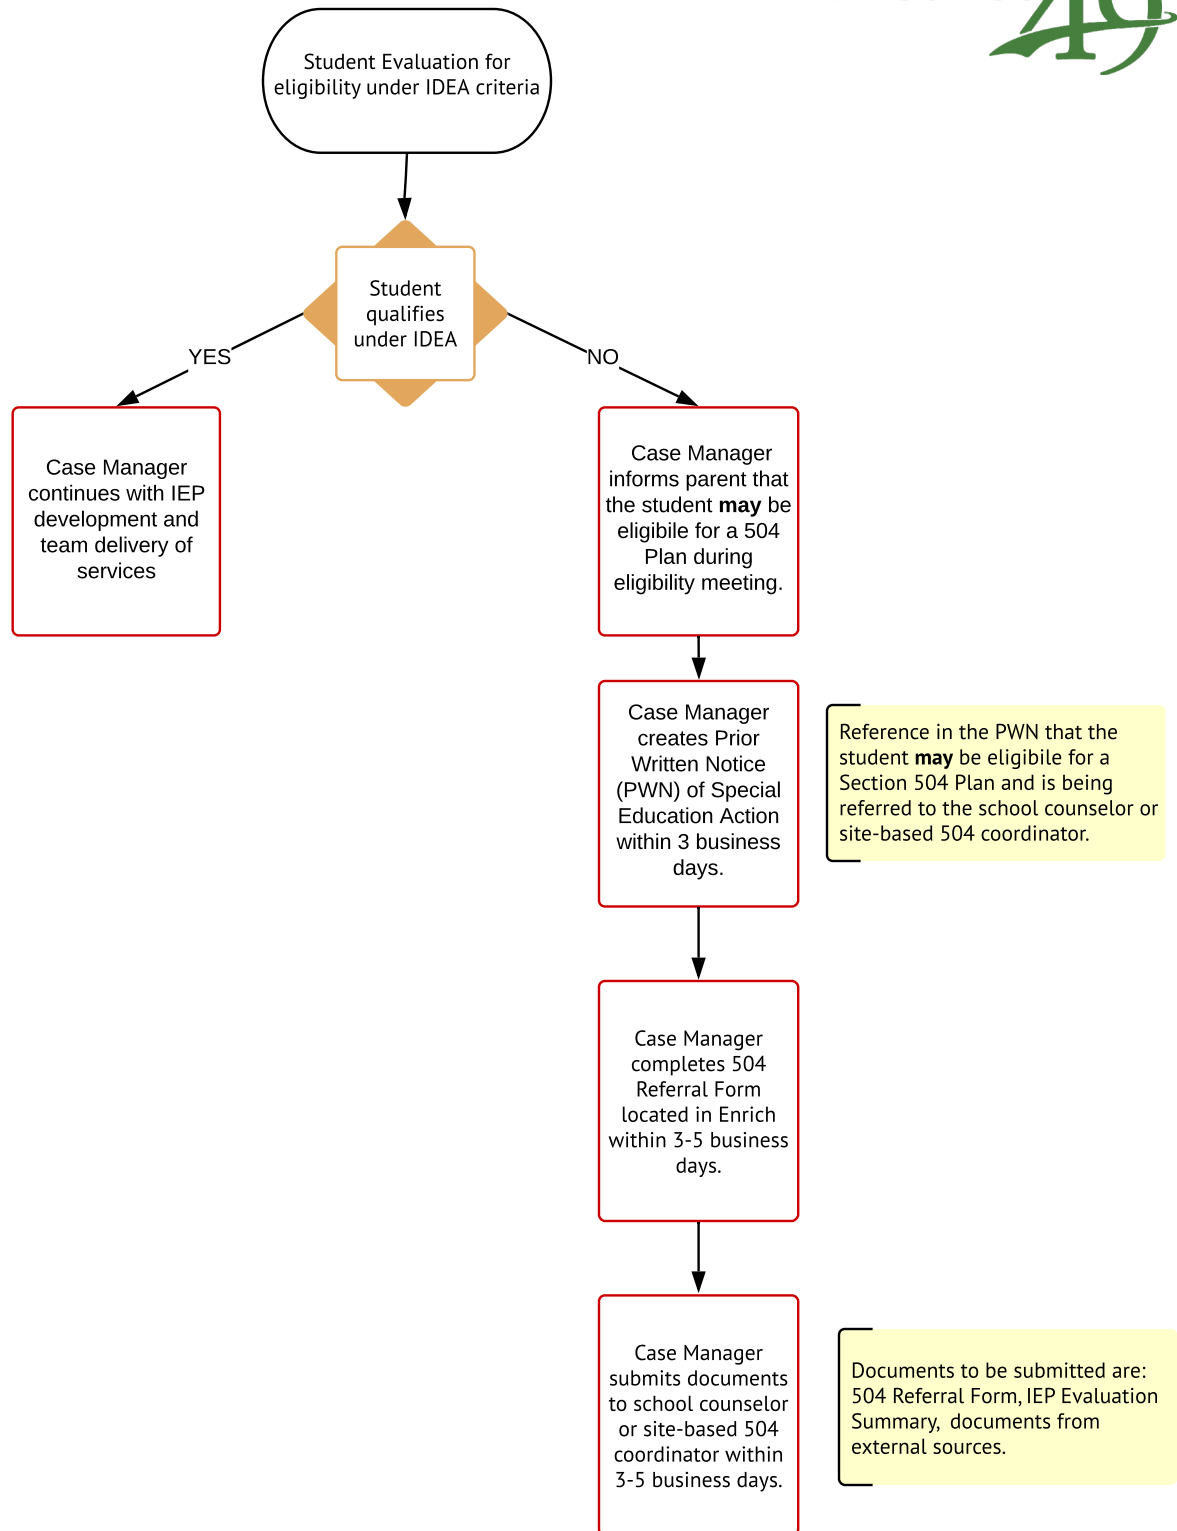 49
Student Evaluation for
eligibility under IDEA criteria
Student
qualifies
under IDEA
YES
NO
Case Manager
continues with IEP
development and
team delivery of
services
Case Manager
informs parent that
the student may be
eligibile for a 504
Plan during
eligibility meeting.
Case Manager
creates Prior
Written Notice
(PWN) of Special
Education Action
within 3 business
days.
Reference in the PWN that the
student may be eligibile for a
Section 504 Plan and is being
referred to the school counselor or
site-based 504 coordinator.
Case Manager
completes 504
Referral Form
located in Enrich
within 3-5 business
days.
Case Manager
submits documents
to school counselor
or site-based 504
coordinator within
3-5 business days.
Documents to be submitted are:
504 Referral Form, IEP Evaluation
Summary,  documents from
external sources.